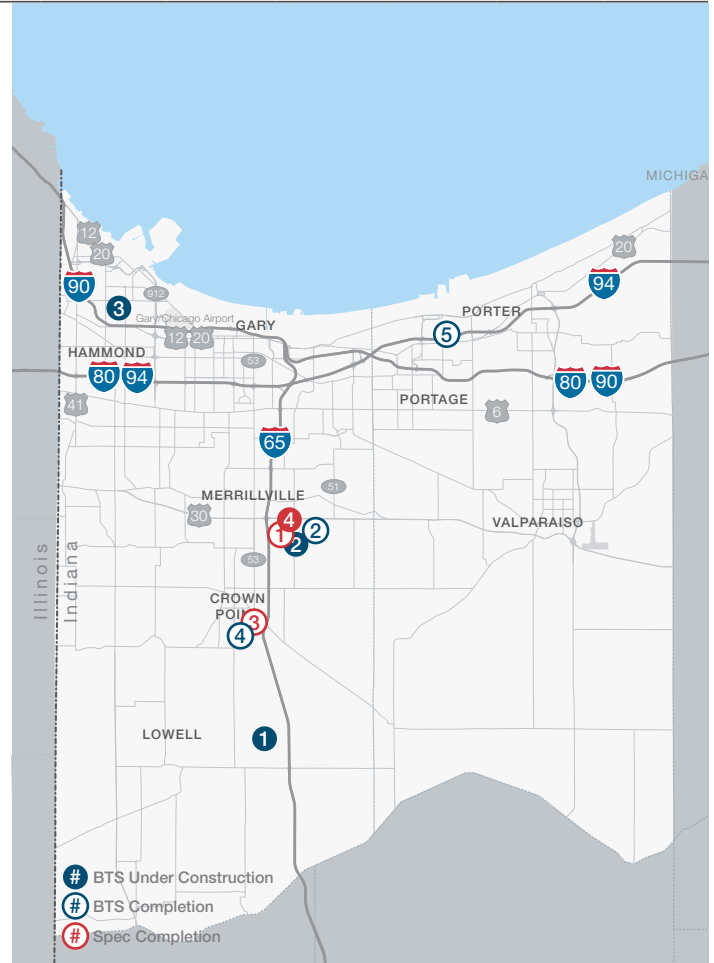 MICHIGA
12
20
20
90
94
912
3
PORTER
Gary/Chicago Airport
GARY
5
12 20
HAMMOND
53
80 94
80 90
PORTAGE
41
6
65
51
MERRILLVILLE
30
4
VALPARAISO
1
2
2
53
Illinois
Indiana
CROWN
POINT
3
4
LOWELL
1
# BTS Under Construction
# BTS Completion
# Spec Completion